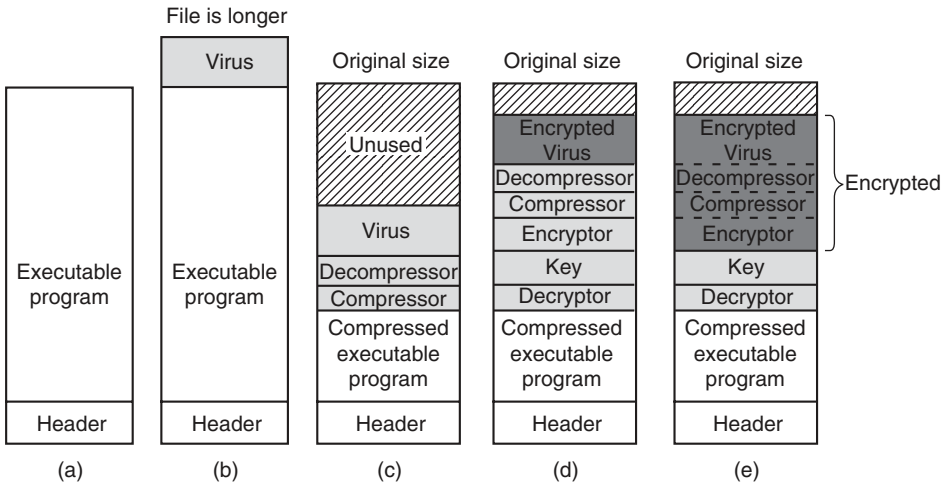 Executable
program
Header
(a)
File is longer
Virus
Executable
program
Header
(b)
Original size
Unused
Virus
Decompressor
Compressor
Compressed
executable
program
Header
(c)
Original size
Encrypted
Virus
Decompressor
Compressor
Encryptor
Key
Decryptor
Compressed
executable
program
Header
(d)
Original size
Encrypted
Virus
Decompressor
Compressor
Encryptor
Key
Decryptor
Compressed
executable
program
Header
(e)
Encrypted